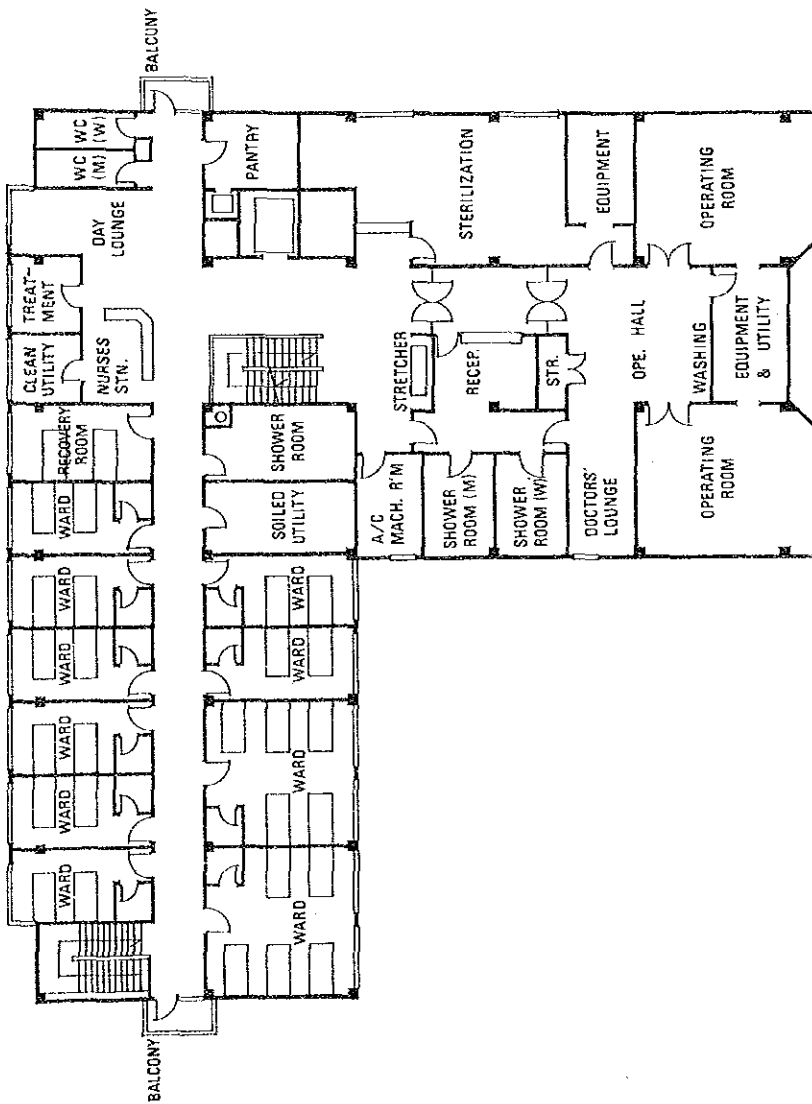 BALCONY
WC
(M)
WC
(W)
DAY
LOUNGE
TREAT-
MENT
CLEAN
UTILITY
NURSES
STN.
RECOVERY
ROOM
WARD
WARD
WARD
WARD
WARD
WARD
BALCONY
PANTRY
SHOWER
ROOM
SOILED
UTILITY
WARD
WARD
WARD
WARD
STERILIZATION
EQUIPMENT
OPERATING
ROOM
STRETCHER
RECEP.
STR.
OPE. HALL
WASHING
EQUIPMENT
& UTILITY
A/C
MACH. R'M
SHOWER
ROOM (M)
SHOWER
ROOM (W)
DOCTORS'
LOUNGE
OPERATING
ROOM